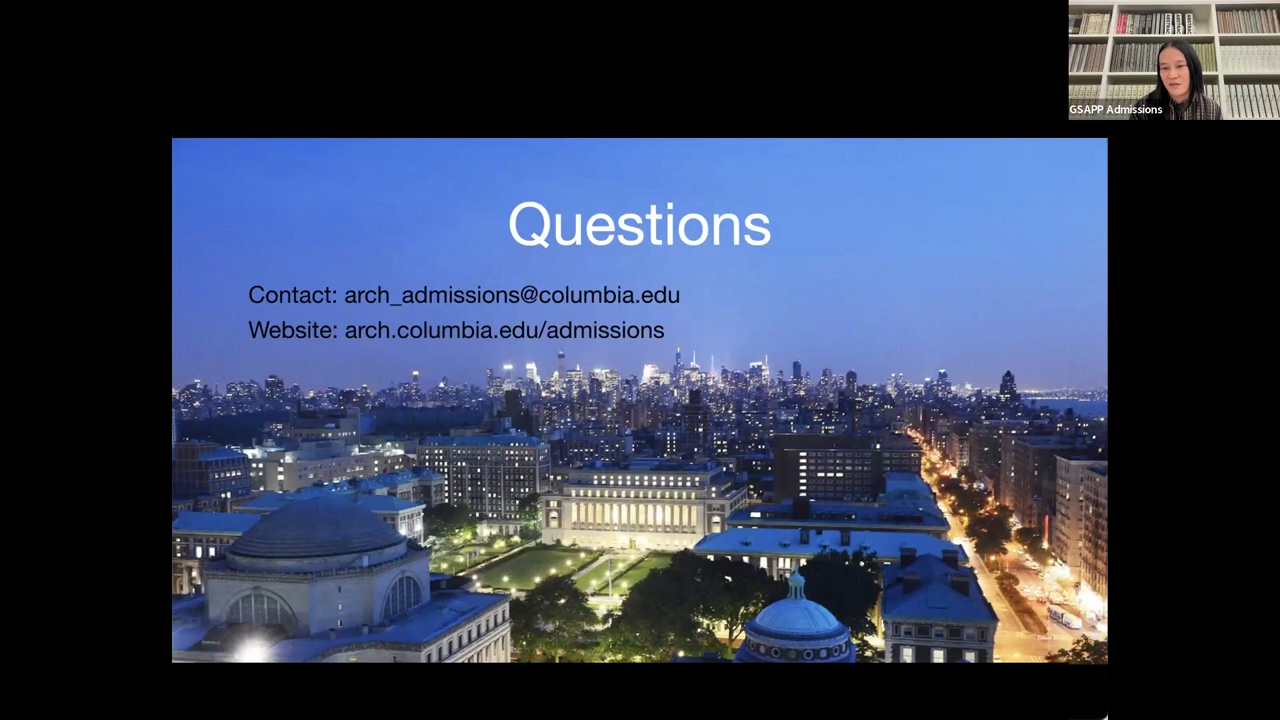 GSAPP Admissions
Questions
Contact: arch_admissions@columbia.edu
Website: arch.columbia.edu/admissions